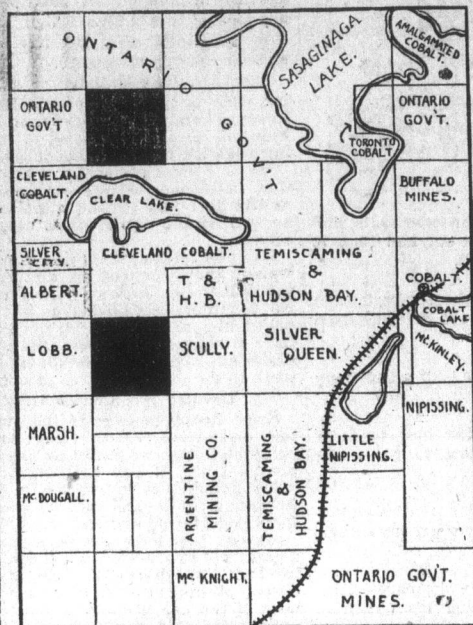 ONTARIO GOV'T
SASAGINAGA
LAKE.
AMALGAMATED
COBALT.
ONTARIO
GOV'T
TORONTO
COBALT
ONTARIO
GOV'T.
CLEVELAND
COBALT.
CLEAR LAKE.
BUFFALO
MINES.
SILVER
CITY.
CLEVELAND COBALT.
TEMISCAMING
&
HUDSON BAY.
ALBERT.
T &
H. B.
COBALT.
COBALT
LAKE
LOBB.
SCULLY.
SILVER
QUEEN.
McKINLEY.
NIPISSING.
MARSH.
ARGENTINE
MINING CO.
TEMISCAMING
&
HUDSON BAY.
LITTLE
NIPISSING.
McDOUGALL.
McKNIGHT.
ONTARIO GOV'T.
MINES.